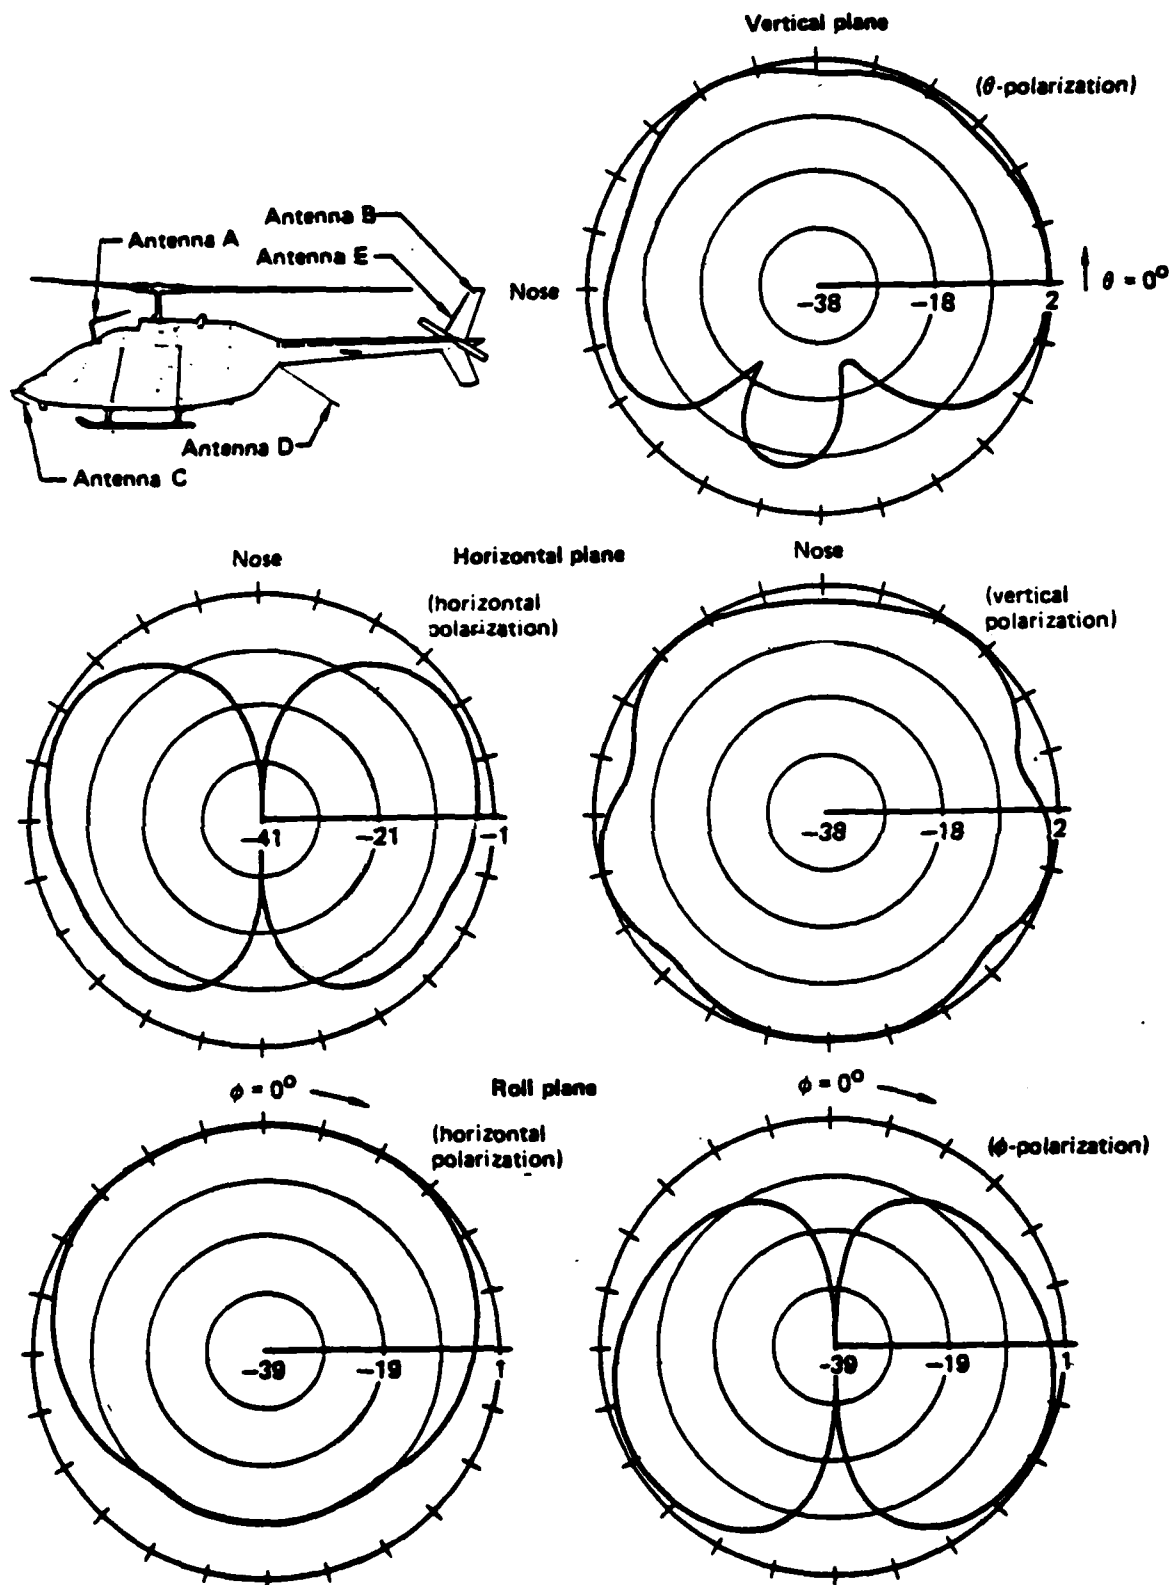 Vertical plane
(θ-polarization)
Antenna B
Antenna A
Antenna E
Nose
-38
-18
2
θ = 0°
Antenna D
Antenna C
Nose
Horizontal plane
Nose
(horizontal
polarization)
(vertical
polarization)
-41
-21
-1
-38
-18
2
ϕ = 0°
Roll plane
ϕ = 0°
(horizontal
polarization)
(ϕ-polarization)
-39
-19
1
-39
-19
1